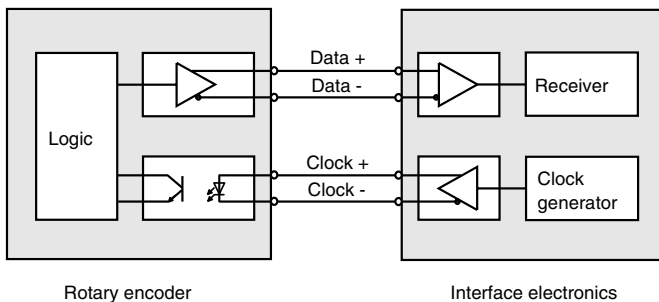 Data +
Data -
Logic
Receiver
Clock +
Clock -
Clock
generator
Rotary encoder
Interface electronics